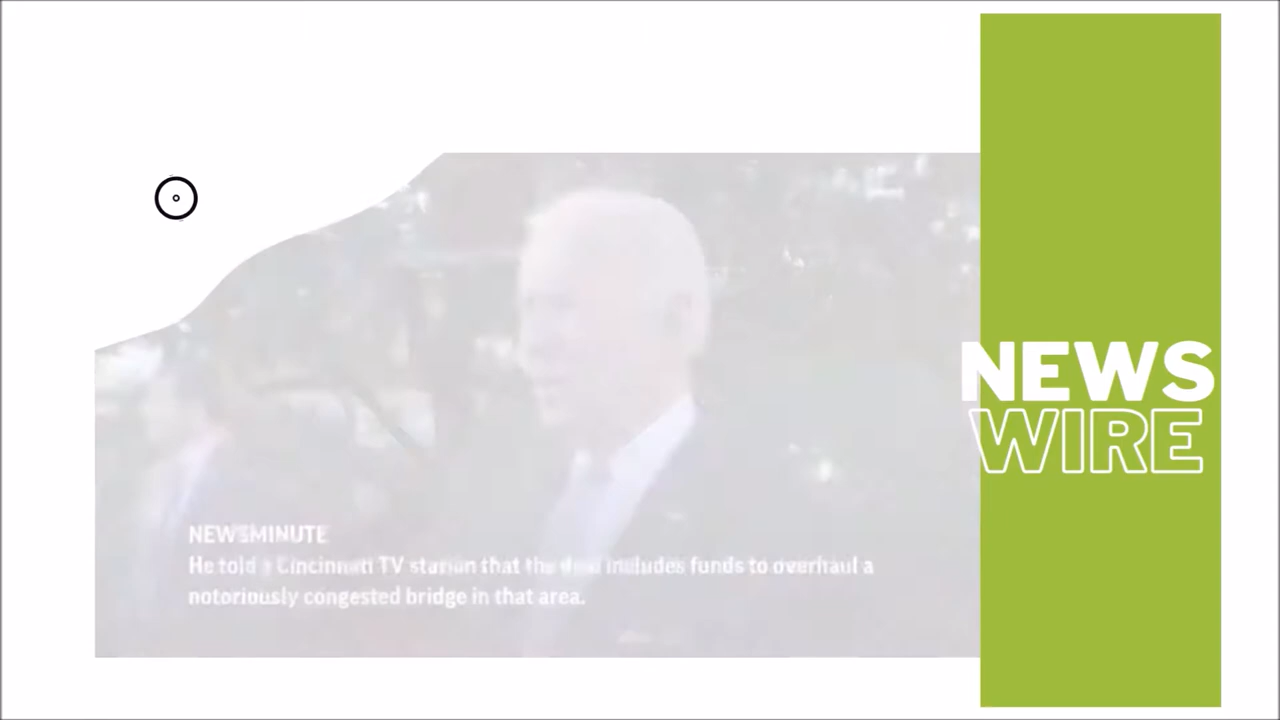 NEWSMINUTE
He told a Cincinnati TV station that the deal includes funds to overhaul a
notoriously congested bridge in that area.
NEWS
WIRE